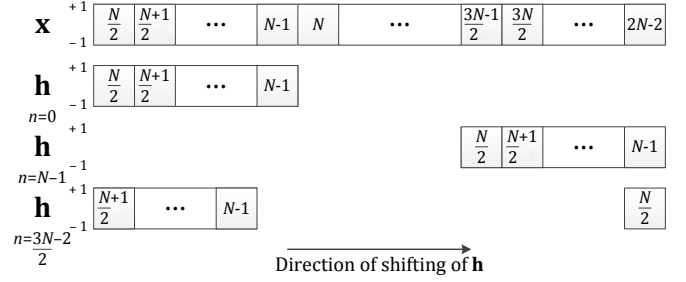 x +1 -1 N/2 N+1/2 ... N-1 N ... 3N-1/2 3N/2 ... 2N-2
h n=0 +1 -1 N/2 N+1/2 ... N-1
h n=N-1 +1 -1 N/2 N+1/2 ... N-1
h n=3N-2/2 +1 -1 N+1/2 ... N-1 N/2
Direction of shifting of h